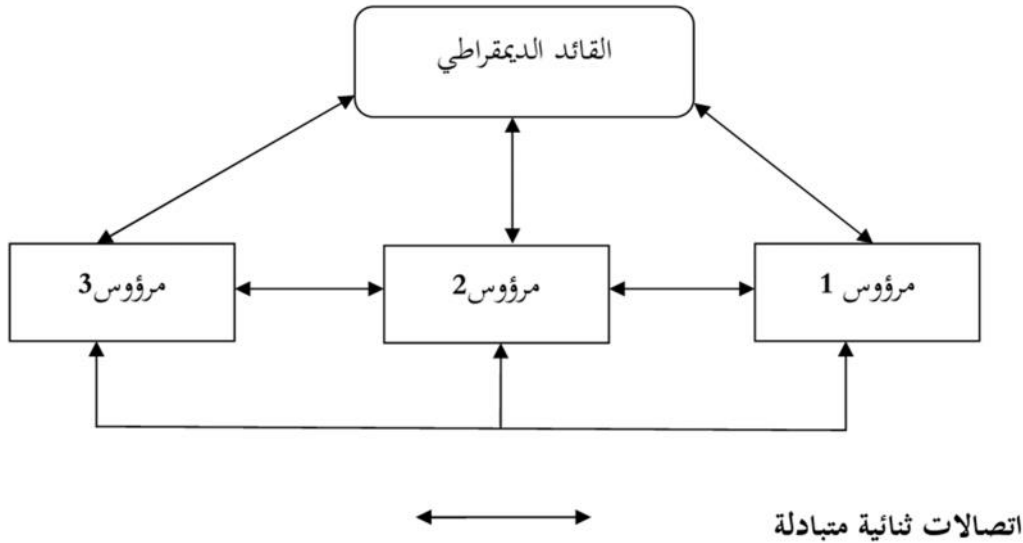 القائد الديمقراطي
مرؤوس 1
مرؤوس2
مرؤوس3
اتصالات ثنائية متبادلة